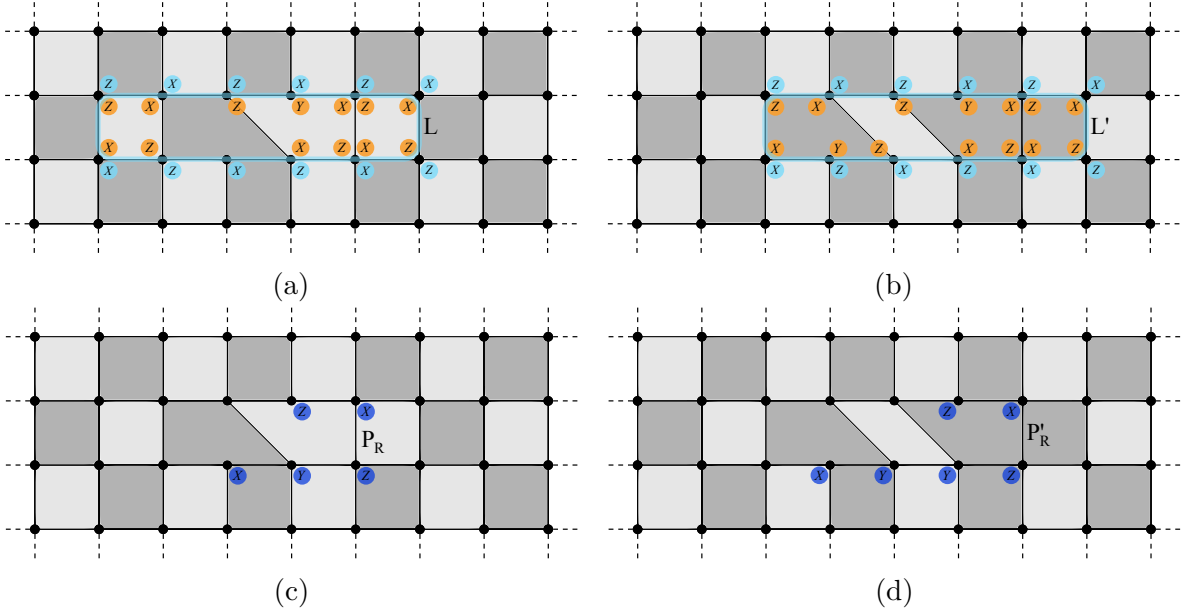 Z X Z X Z X
Z X Z Y X Z X L
X Z X Z X Z
X Z X Z X Z
(a)
Z X Z X Z X
Z X Z Y X Z X L'
X Y Z X Z X Z
X Z X Z X Z
(b)
Z X
P_R
X Y Z
(c)
Z X
P'_R
X Y Y Z
(d)